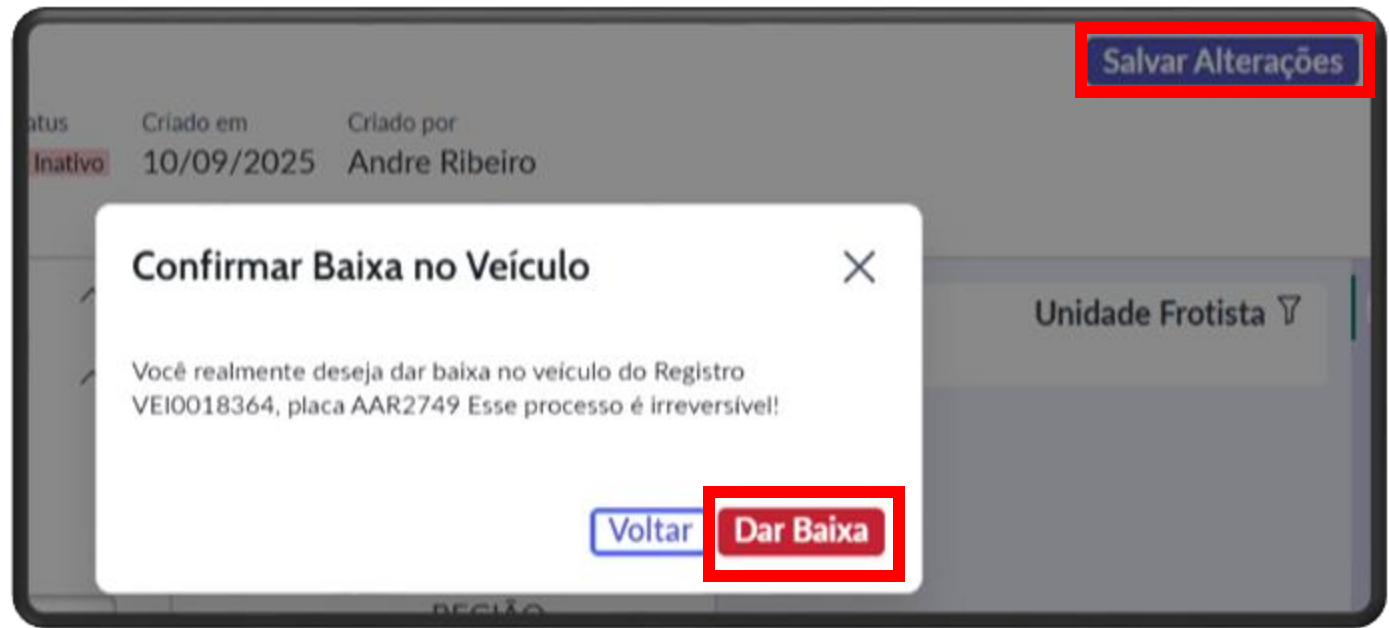 Salvar Alterações
atus
Criado em
Criado por
Inativo
10/09/2025
Andre Ribeiro
Confirmar Baixa no Veículo
Unidade Frotista
Você realmente deseja dar baixa no veículo do Registro
VEI0018364, placa AAR2749 Esse processo é irreversível!
Voltar
Dar Baixa
REGIÃO